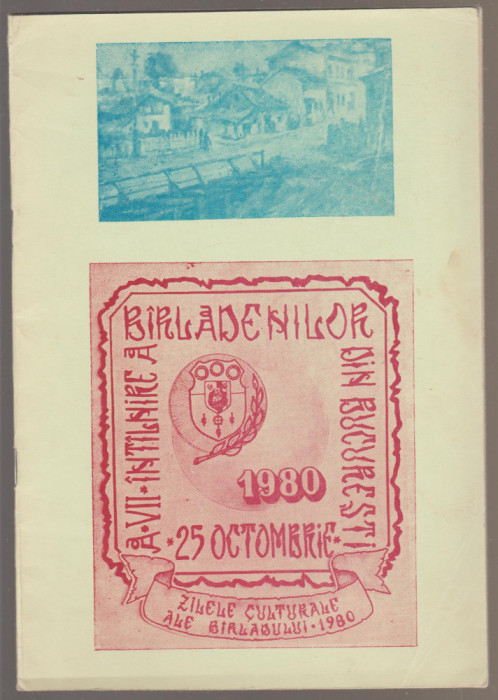 A VII ÎNTÎLNIRE A
BÎRLĂDENILOR
DIN BUCUREȘTI
1980
*25 OCTOMBRIE*
ZILELE CULTURALE
ALE BÎRLADULUI • 1980